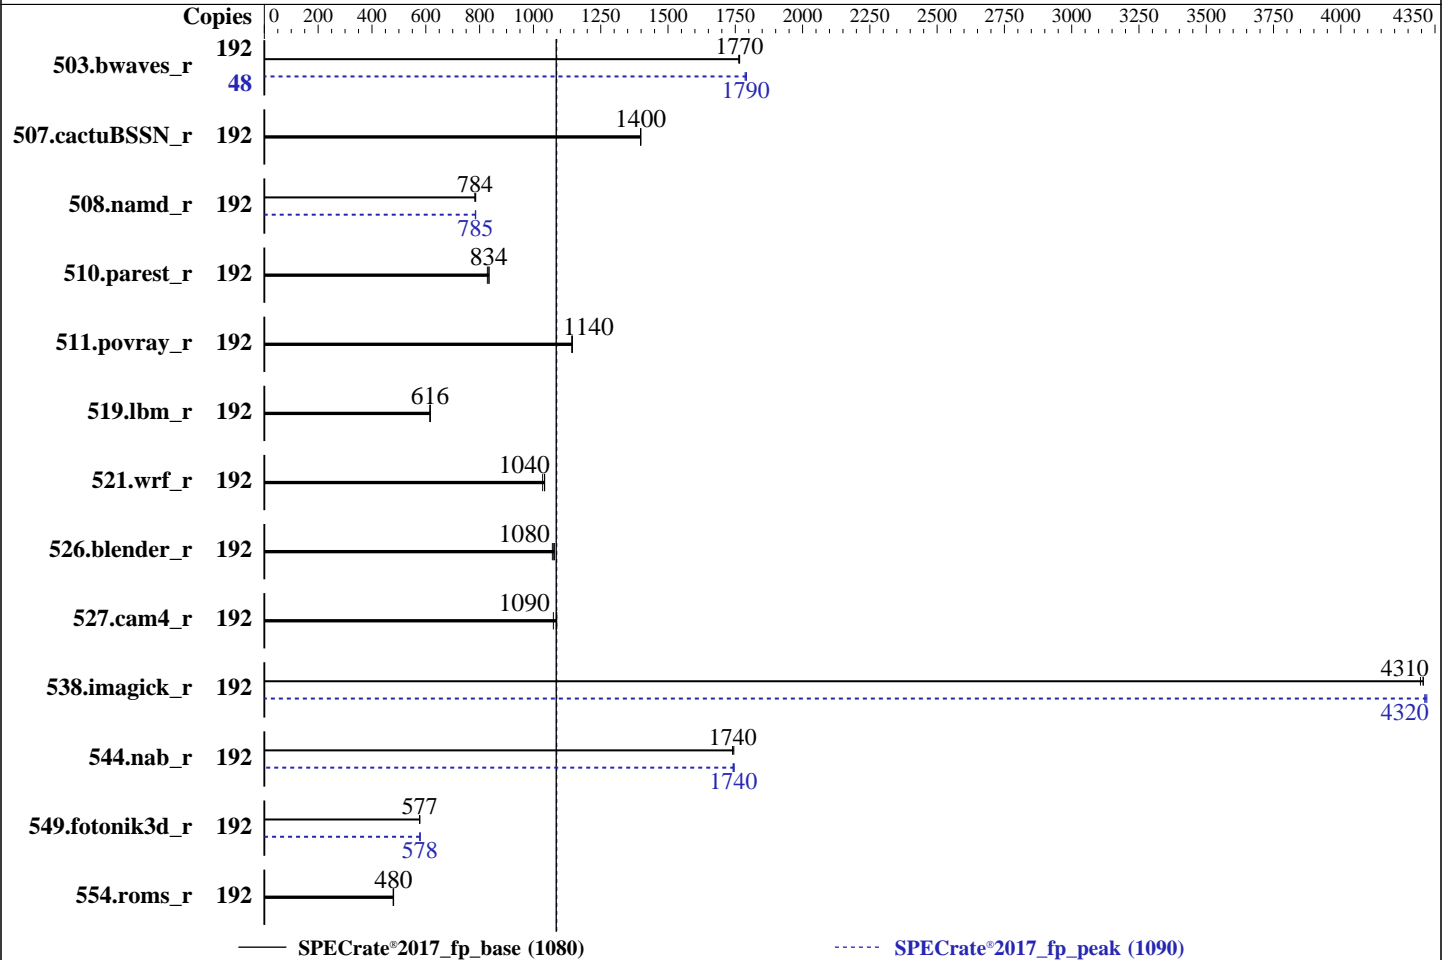 Copies 0 200 400 600 800 1000 1250 1500 1750 2000 2250 2500 2750 3000 3250 3500 3750 4000 4350
503.bwaves_r 192 1770
48 1790
507.cactuBSSN_r 192 1400
508.namd_r 192 784
785
510.parest_r 192 834
511.povray_r 192 1140
519.lbm_r 192 616
521.wrf_r 192 1040
526.blender_r 192 1080
527.cam4_r 192 1090
538.imagick_r 192 4310
4320
544.nab_r 192 1740
1740
549.fotonik3d_r 192 577
578
554.roms_r 192 480
SPECrate®2017_fp_base (1080) SPECrate®2017_fp_peak (1090)